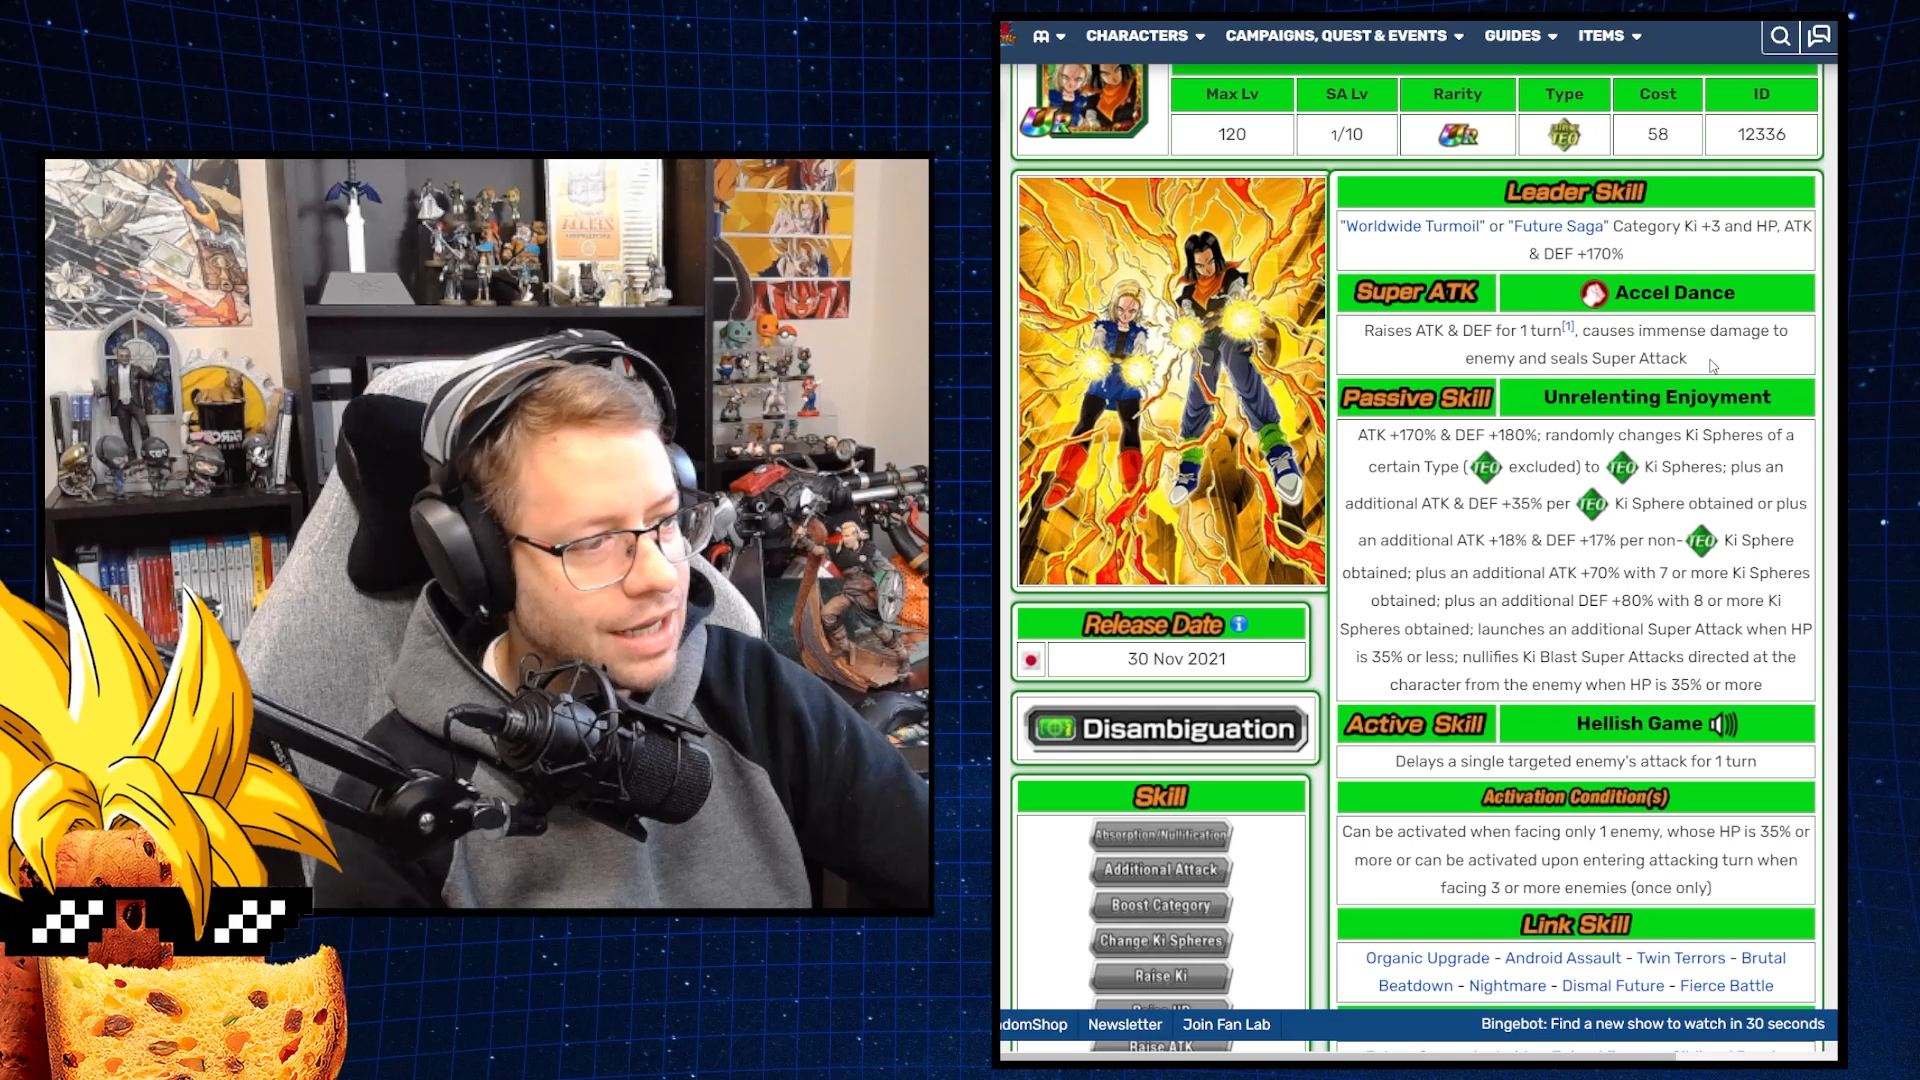 CHARACTERS
CAMPAIGNS, QUEST & EVENTS
GUIDES
ITEMS
Max Lv
SA Lv
Rarity
Type
Cost
ID
120
1/10
UR
TEQ
58
12336
Leader Skill
"Worldwide Turmoil" or "Future Saga" Category Ki +3 and HP, ATK
& DEF +170%
Super ATK
Accel Dance
Raises ATK & DEF for 1 turn[1], causes immense damage to
enemy and seals Super Attack
Passive Skill
Unrelenting Enjoyment
ATK +170% & DEF +180%; randomly changes Ki Spheres of a
certain Type (TEQ excluded) to TEQ Ki Spheres; plus an
additional ATK & DEF +35% per TEQ Ki Sphere obtained or plus
an additional ATK +18% & DEF +17% per non-TEQ Ki Sphere
obtained; plus an additional ATK +70% with 7 or more Ki Spheres
obtained; plus an additional DEF +80% with 8 or more Ki
Spheres obtained; launches an additional Super Attack when HP
is 35% or less; nullifies Ki Blast Super Attacks directed at the
character from the enemy when HP is 35% or more
Active Skill
Hellish Game
Delays a single targeted enemy's attack for 1 turn
Activation Condition(s)
Can be activated when facing only 1 enemy, whose HP is 35% or
more or can be activated upon entering attacking turn when
facing 3 or more enemies (once only)
Link Skill
Organic Upgrade - Android Assault - Twin Terrors - Brutal
Beatdown - Nightmare - Dismal Future - Fierce Battle
Release Date
30 Nov 2021
Disambiguation
Skill
Absorption/Nullification
Additional Attack
Boost Category
Change Ki Spheres
Raise Ki
Raise ATK
domShop
Newsletter
Join Fan Lab
Bingebot: Find a new show to watch in 30 seconds
ZELDA